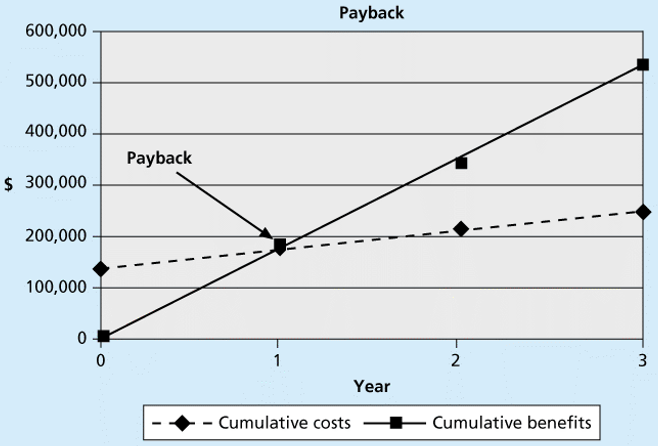 Payback
600,000
500,000
400,000
Payback
$
300,000
200,000
100,000
0
0 1 2 3
Year
Cumulative costs Cumulative benefits